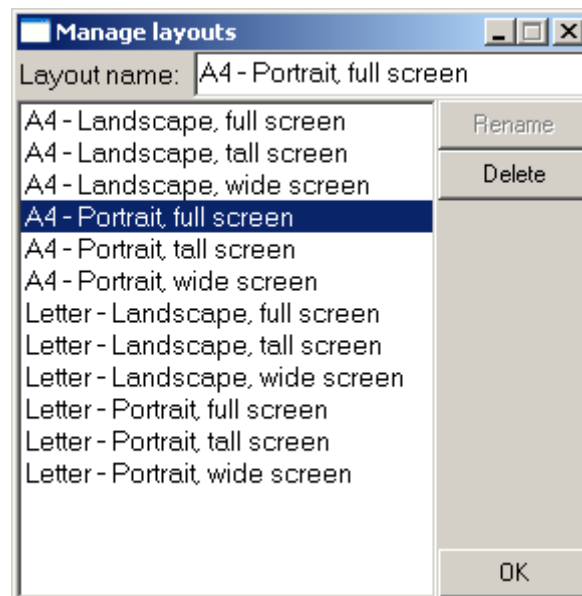 Manage layouts
Layout name: A4 - Portrait, full screen
A4 - Landscape, full screen
A4 - Landscape, tall screen
A4 - Landscape, wide screen
A4 - Portrait, full screen
A4 - Portrait, tall screen
A4 - Portrait, wide screen
Letter - Landscape, full screen
Letter - Landscape, tall screen
Letter - Landscape, wide screen
Letter - Portrait, full screen
Letter - Portrait, tall screen
Letter - Portrait, wide screen
Rename
Delete
OK